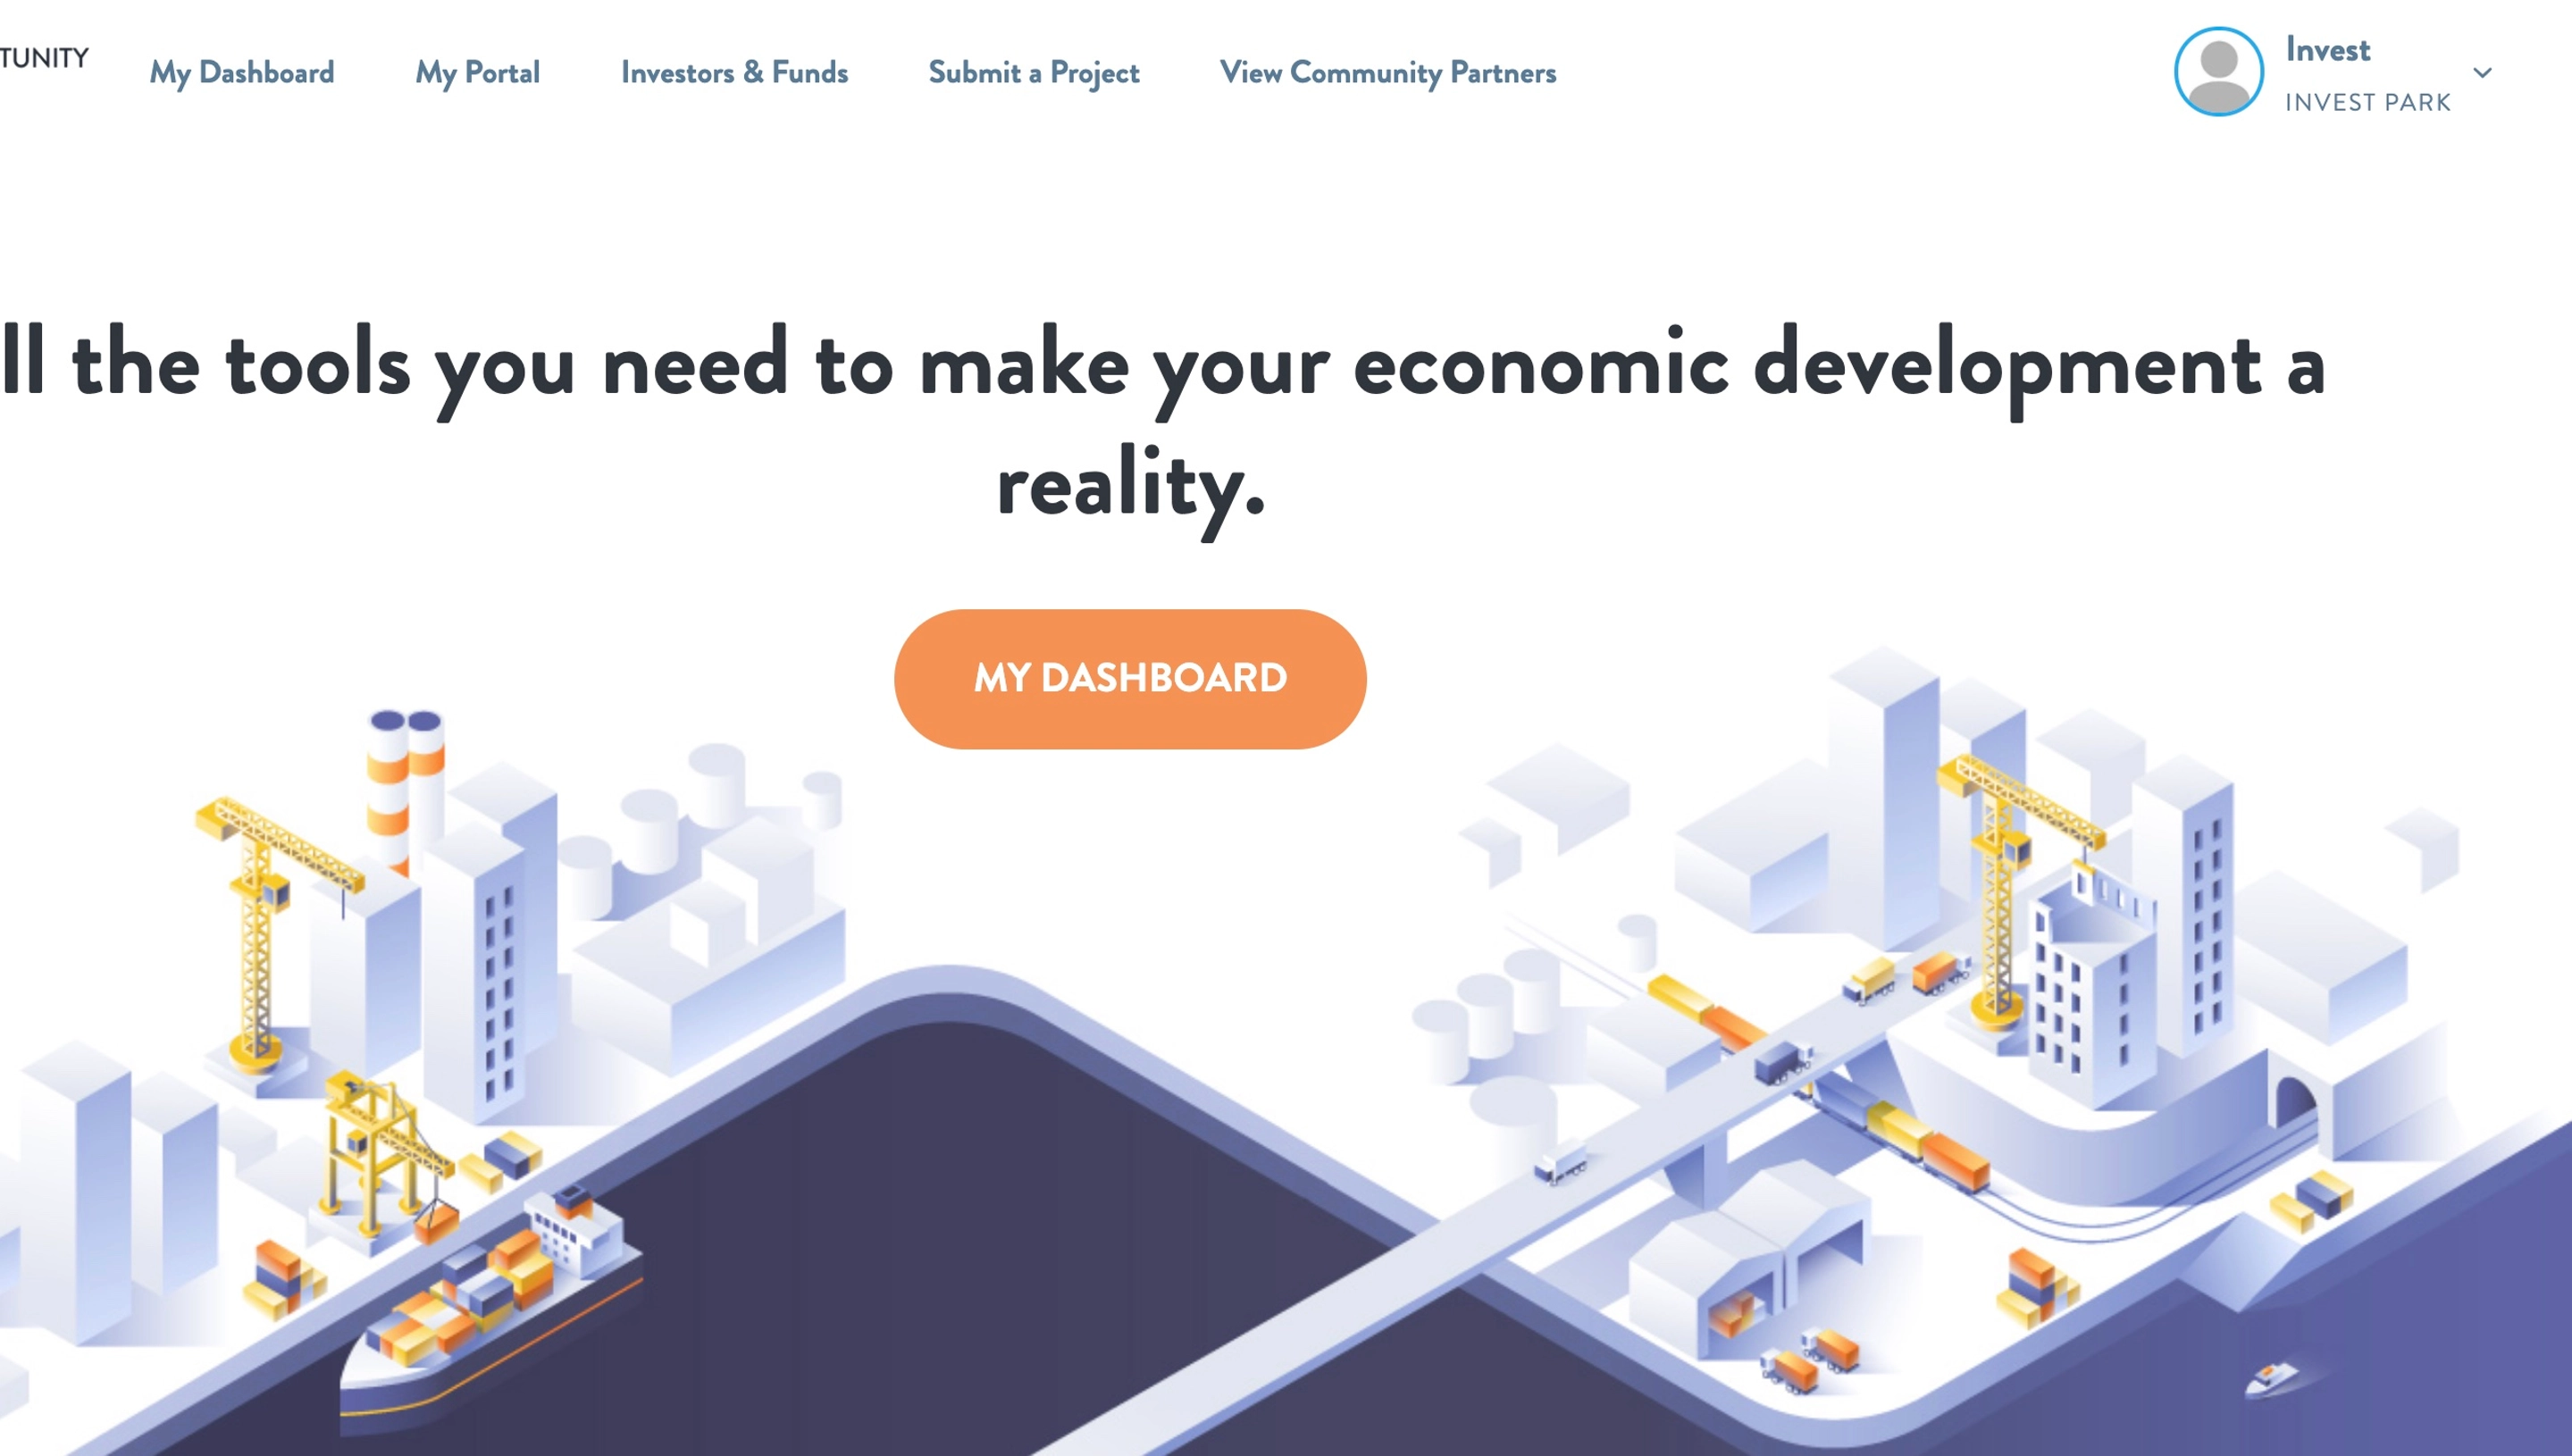 TUNITY
My Dashboard
My Portal
Investors & Funds
Submit a Project
View Community Partners
Invest
INVEST PARK
ll the tools you need to make your economic development a
reality.
MY DASHBOARD